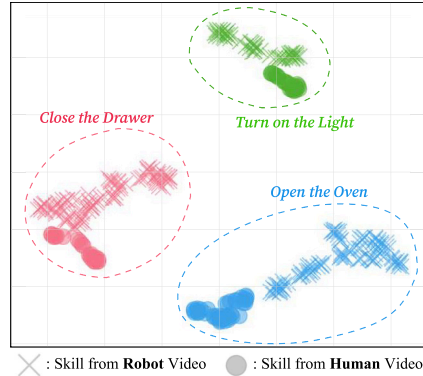 Close the Drawer
Turn on the Light
Open the Oven
: Skill from Robot Video : Skill from Human Video